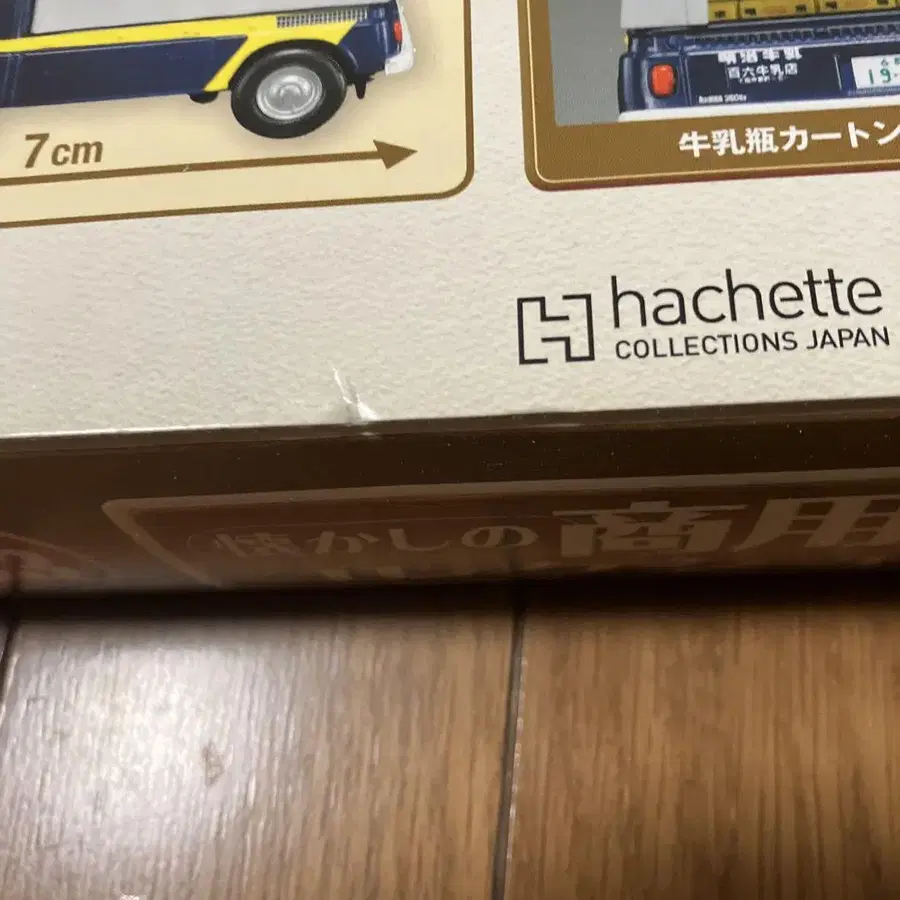 7cm
明治牛乳
百六牛乳店
19-
牛乳瓶カートン
hachette
COLLECTIONS JAPAN
懐かしの商用